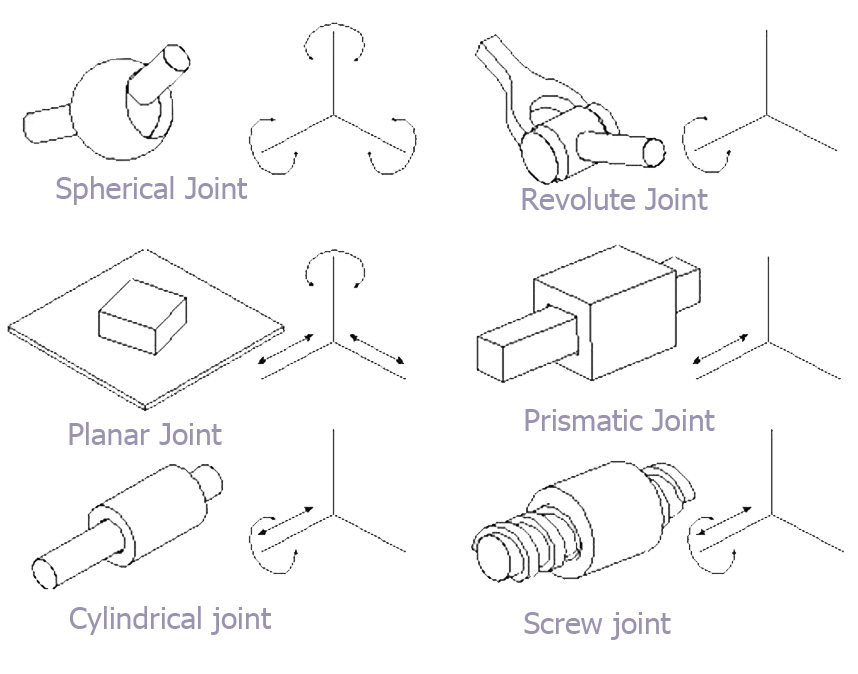 Spherical Joint
Revolute Joint
Planar Joint
Prismatic Joint
Cylindrical joint
Screw joint